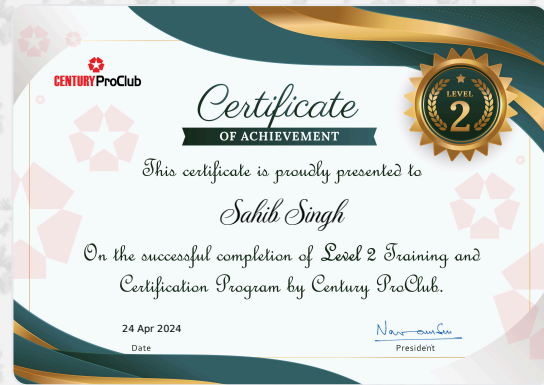 CENTURY ProClub
Certificate
OF ACHIEVEMENT
LEVEL
2
This certificate is proudly presented to
Sahib Singh
On the successful completion of Level 2 Training and
Certification Program by Century ProClub.
24 Apr 2024
Date
President